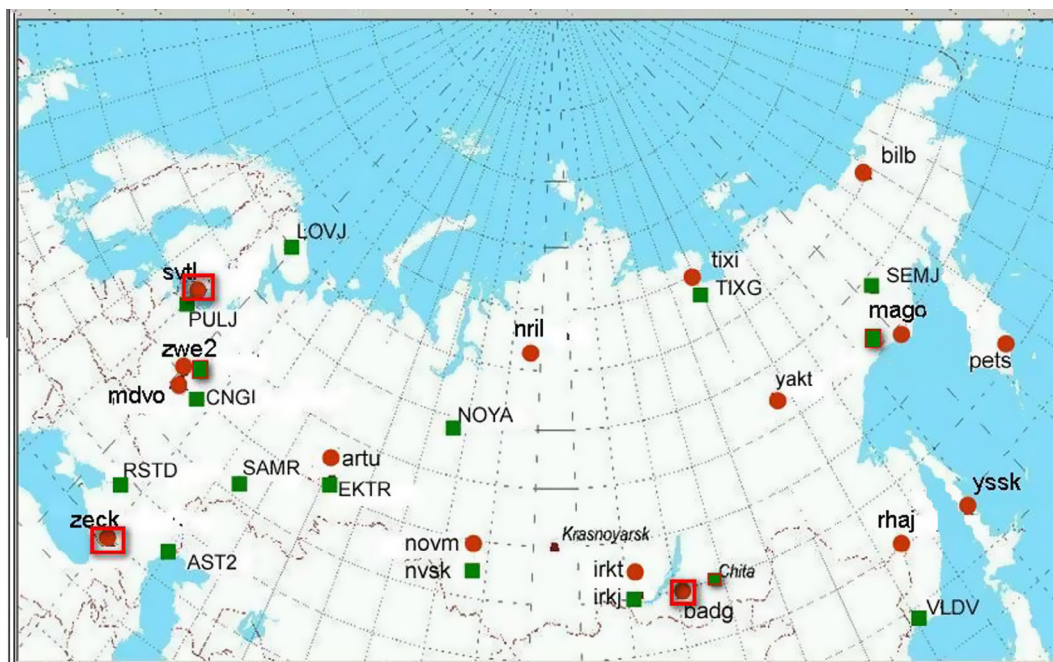 bilb
LOVJ
svtl
tixi
SEMJ
TIXG
PULJ
mago
nril
zwe2
pets
mdvo
CNGI
yakt
NOYA
artu
RSTD
SAMR
EKTR
yssk
zeck
rhaj
Krasnoyarsk
novm
AST2
nvsk
irkt
Chita
irkj
badg
VLDV